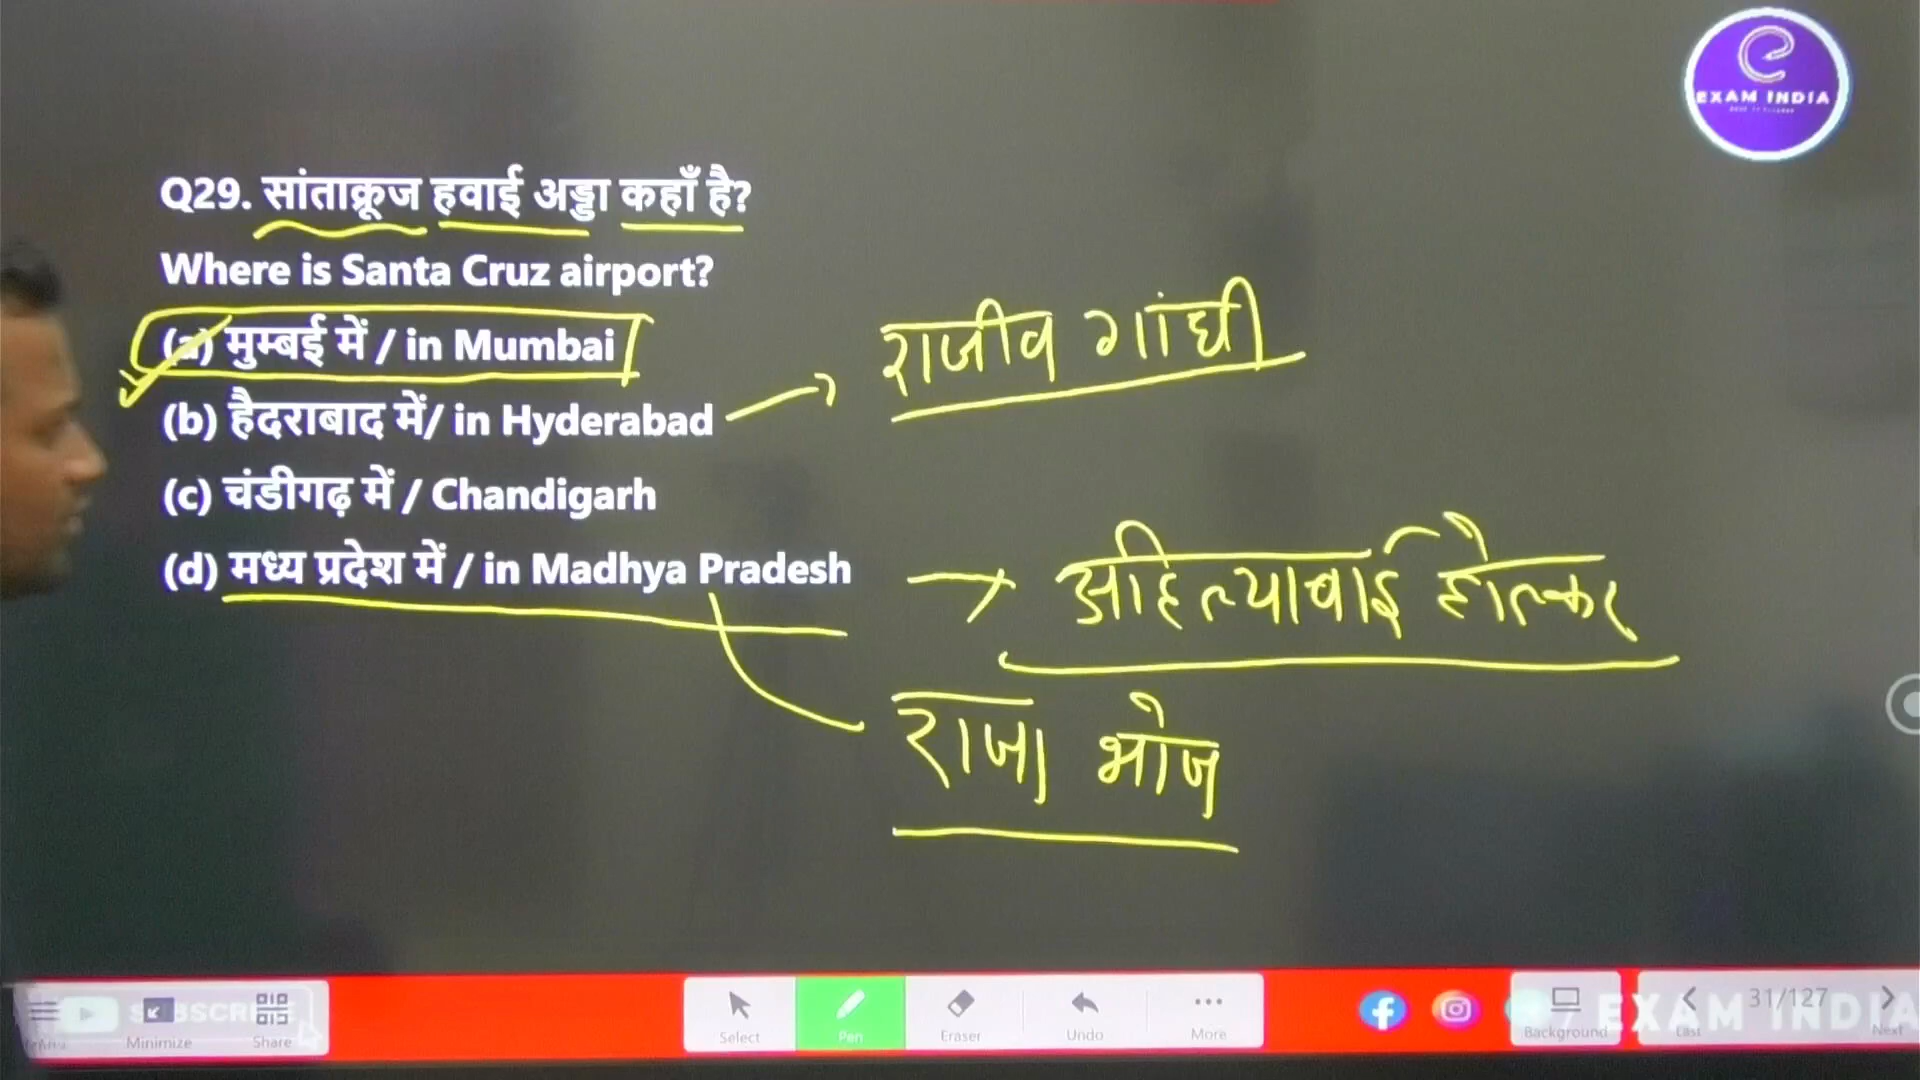 EXAM INDIA
Q29. सांताक्रूज हवाई अड्डा कहाँ है?
Where is Santa Cruz airport?
(a) मुम्बई में / in Mumbai
(b) हैदराबाद में/ in Hyderabad
राजीव गांधी
(c) चंडीगढ़ में / Chandigarh
(d) मध्य प्रदेश में / in Madhya Pradesh
अहिल्याबाई होल्कर
राजा भोज
Minimize
Share
Select
Pen
Eraser
Undo
More
Background
EXAM INDIA
31/127
Last
Next